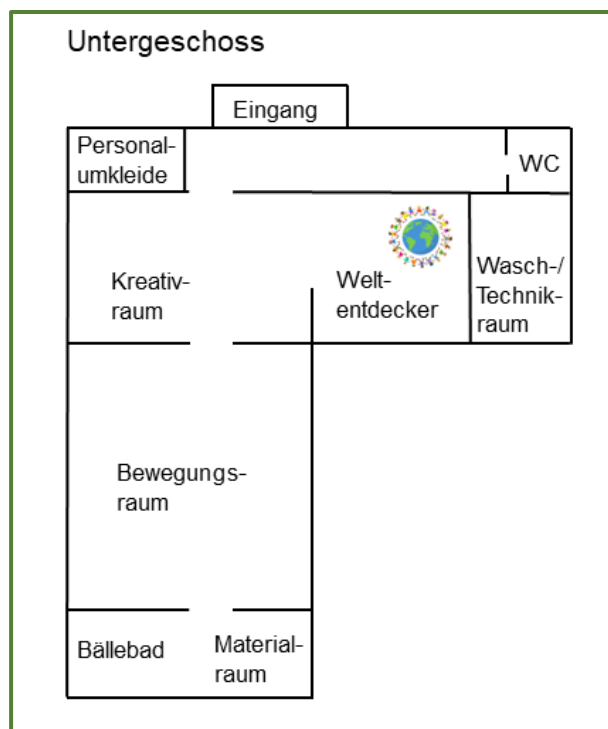 Untergeschoss
Eingang
Personal-
umkleide
WC
Kreativ-
raum
Welt-
entdecker
Wasch-/
Technik-
raum
Bewegungs-
raum
Bällebad
Material-
raum